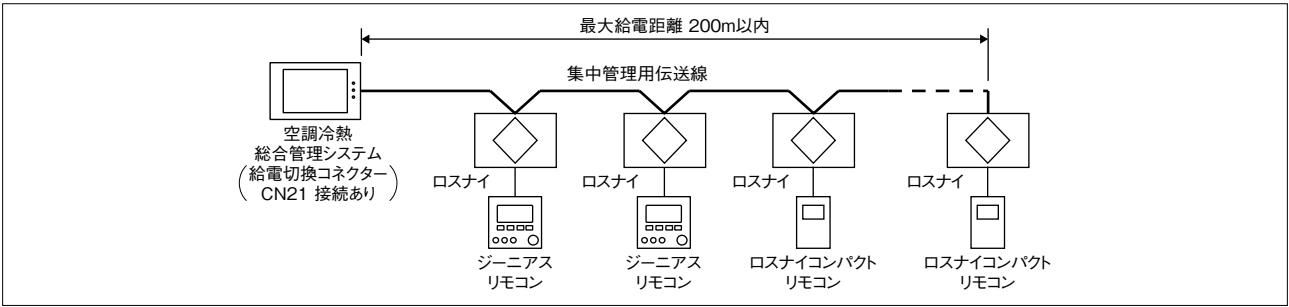 最大給電距離 200m以内
集中管理用伝送線
空調冷熱
総合管理システム
(給電切換コネクター
CN21 接続あり)
ロスナイ
ロスナイ
ロスナイ
ロスナイ
ジーニアス
リモコン
ジーニアス
リモコン
ロスナイコンパクト
リモコン
ロスナイコンパクト
リモコン